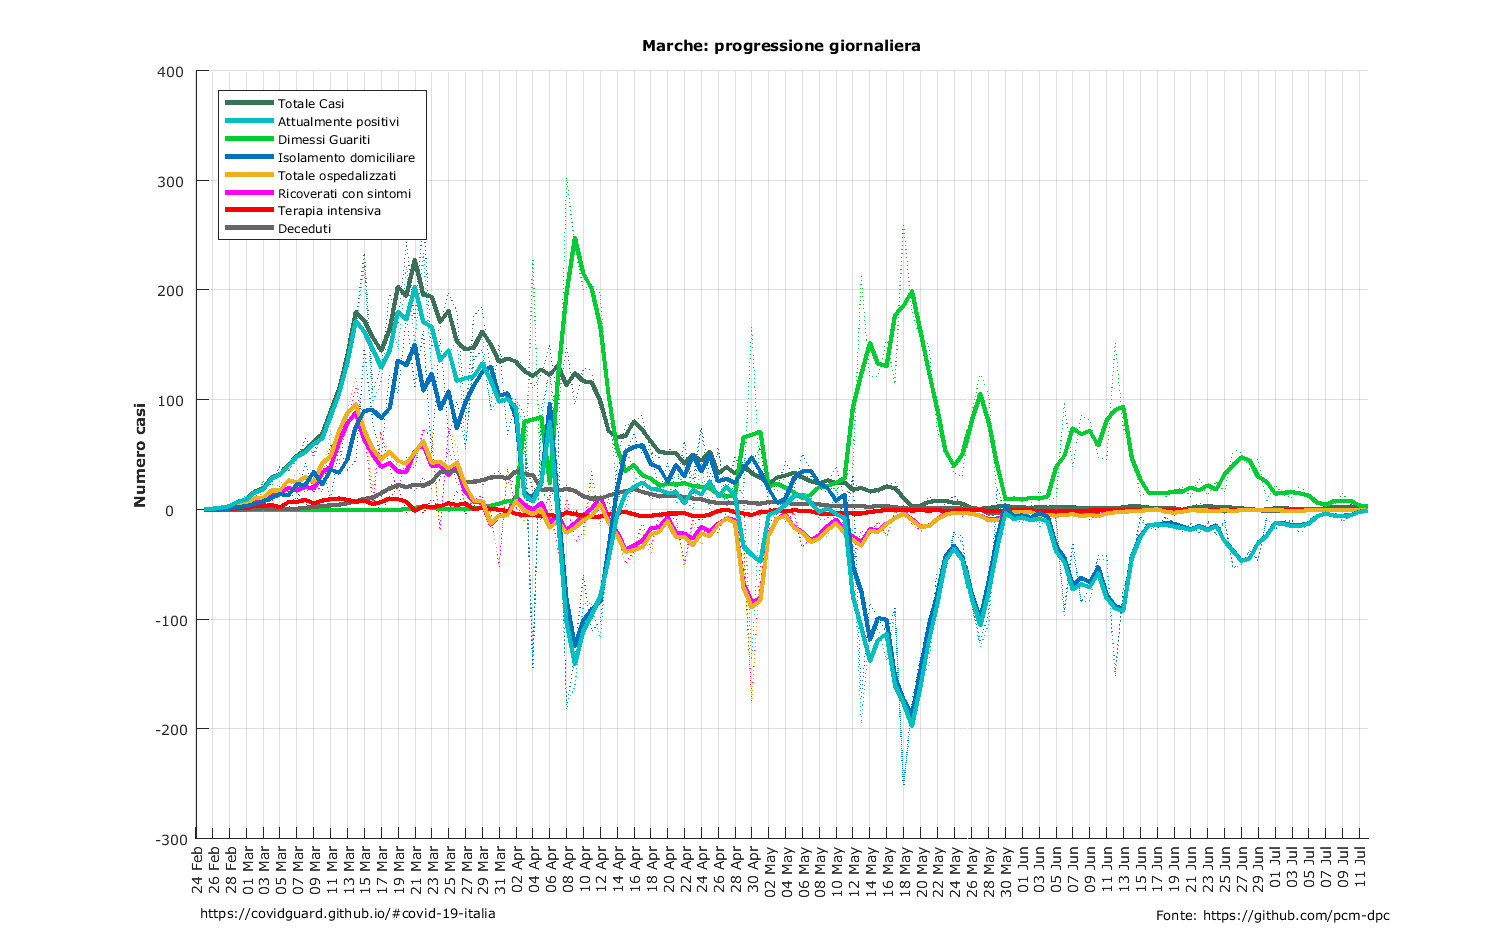 Marche: progressione giornaliera
400
300
200
100
0
-100
-200
-300
Numero casi
Totale Casi
Attualmente positivi
Dimessi Guariti
Isolamento domiciliare
Totale ospedalizzati
Ricoverati con sintomi
Terapia intensiva
Deceduti
24 Feb
26 Feb
28 Feb
01 Mar
03 Mar
05 Mar
07 Mar
09 Mar
11 Mar
13 Mar
15 Mar
17 Mar
19 Mar
21 Mar
23 Mar
25 Mar
27 Mar
29 Mar
31 Mar
02 Apr
04 Apr
06 Apr
08 Apr
10 Apr
12 Apr
14 Apr
16 Apr
18 Apr
20 Apr
22 Apr
24 Apr
26 Apr
28 Apr
30 Apr
02 May
04 May
06 May
08 May
10 May
12 May
14 May
16 May
18 May
20 May
22 May
24 May
26 May
28 May
30 May
01 Jun
03 Jun
05 Jun
07 Jun
09 Jun
11 Jun
13 Jun
15 Jun
17 Jun
19 Jun
21 Jun
23 Jun
25 Jun
27 Jun
29 Jun
01 Jul
03 Jul
05 Jul
07 Jul
09 Jul
11 Jul
https://covidguard.github.io/#covid-19-italia
Fonte: https://github.com/pcm-dpc